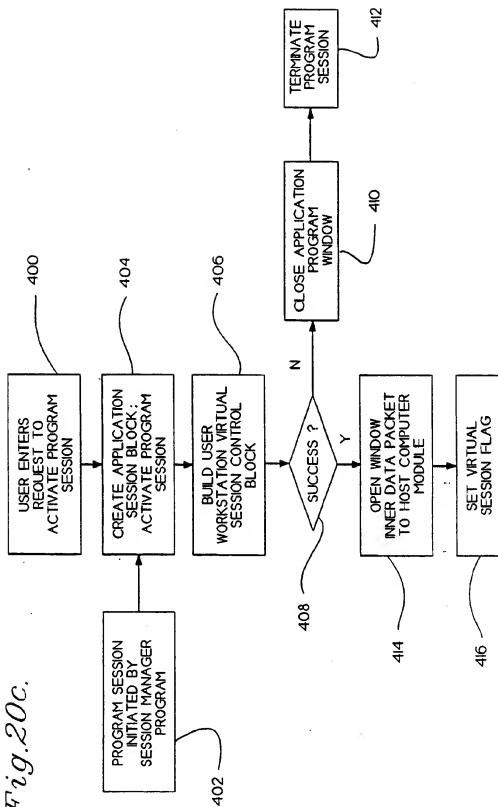 Fig.20c.
USER ENTERS
REQUEST TO
ACTIVATE PROGRAM
SESSION
400
PROGRAM SESSION
INITIATED BY
SESSION MANAGER
PROGRAM
402
CREATE APPLICATION
SESSION BLOCK;
ACTIVATE PROGRAM
SESSION
404
BUILD USER
WORKSTATION VIRTUAL
SESSION CONTROL
BLOCK
406
SUCCESS ?
408
N
CLOSE APPLICATION
PROGRAM
WINDOW
410
TERMINATE
PROGRAM
SESSION
412
Y
OPEN WINDOW
INNER DATA PACKET
TO HOST COMPUTER
MODULE
414
SET VIRTUAL
SESSION FLAG
416